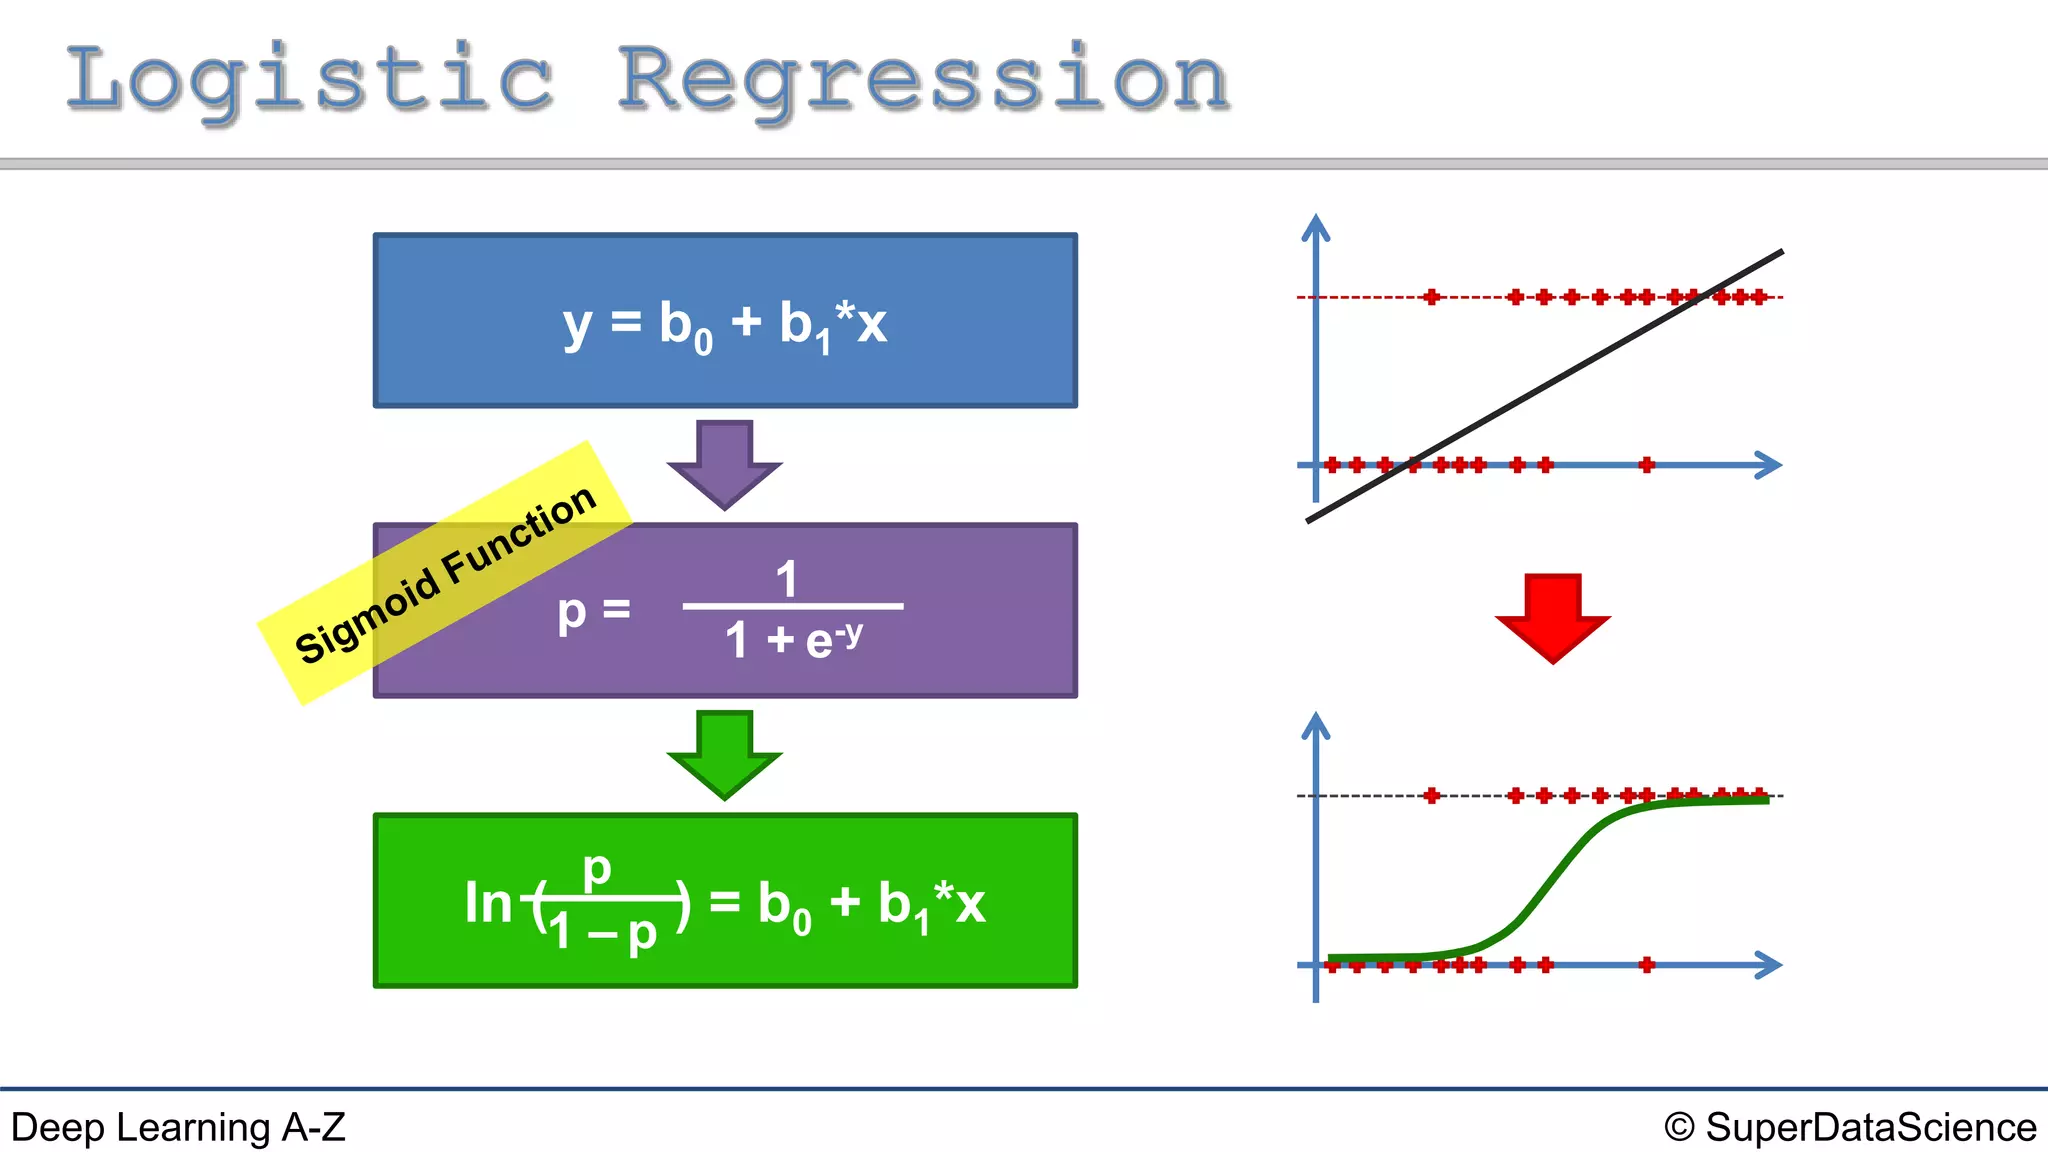 Logistic Regression
y = b₀ + b₁*x
Sigmoid Function
p = 1 / 1 + e⁻ʸ
ln ( p / 1 – p ) = b₀ + b₁*x
Deep Learning A-Z
© SuperDataScience